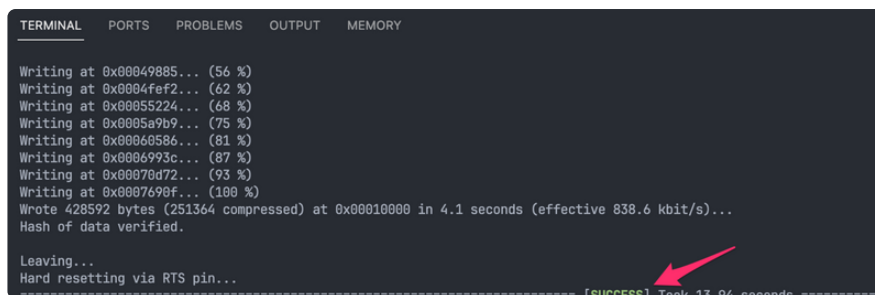 TERMINAL PORTS PROBLEMS OUTPUT MEMORY
Writing at 0x00049885... (56 %)
Writing at 0x0004fef2... (62 %)
Writing at 0x00055224... (68 %)
Writing at 0x0005a9b9... (75 %)
Writing at 0x00060586... (81 %)
Writing at 0x0006993c... (87 %)
Writing at 0x00070d72... (93 %)
Writing at 0x0007690f... (100 %)
Wrote 428592 bytes (251364 compressed) at 0x00010000 in 4.1 seconds (effective 838.6 kbit/s)...
Hash of data verified.
Leaving...
Hard resetting via RTS pin...
[SUCCESS] Took 13.94 seconds